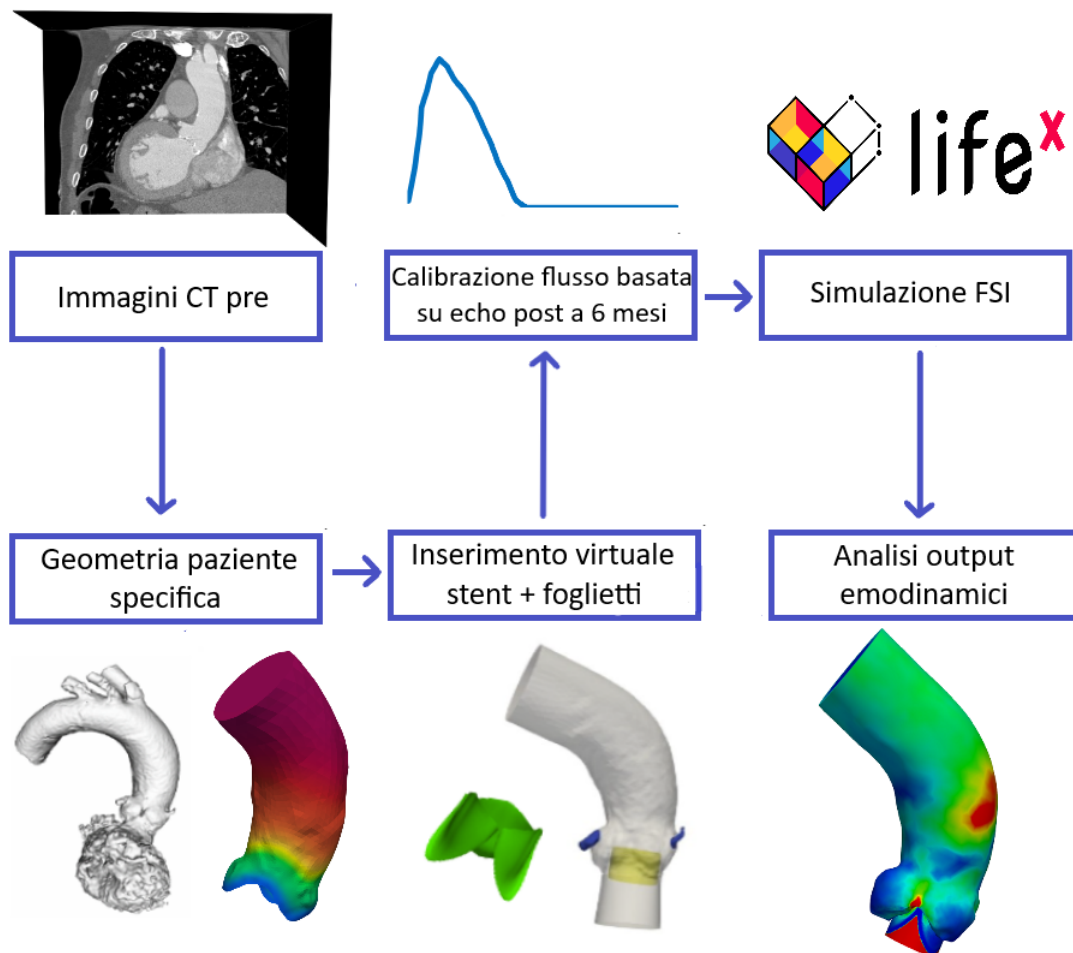 life x
Immagini CT pre
Calibrazione flusso basata
su echo post a 6 mesi
Simulazione FSI
Geometria paziente
specifica
Inserimento virtuale
stent + foglietti
Analisi output
emodinamici